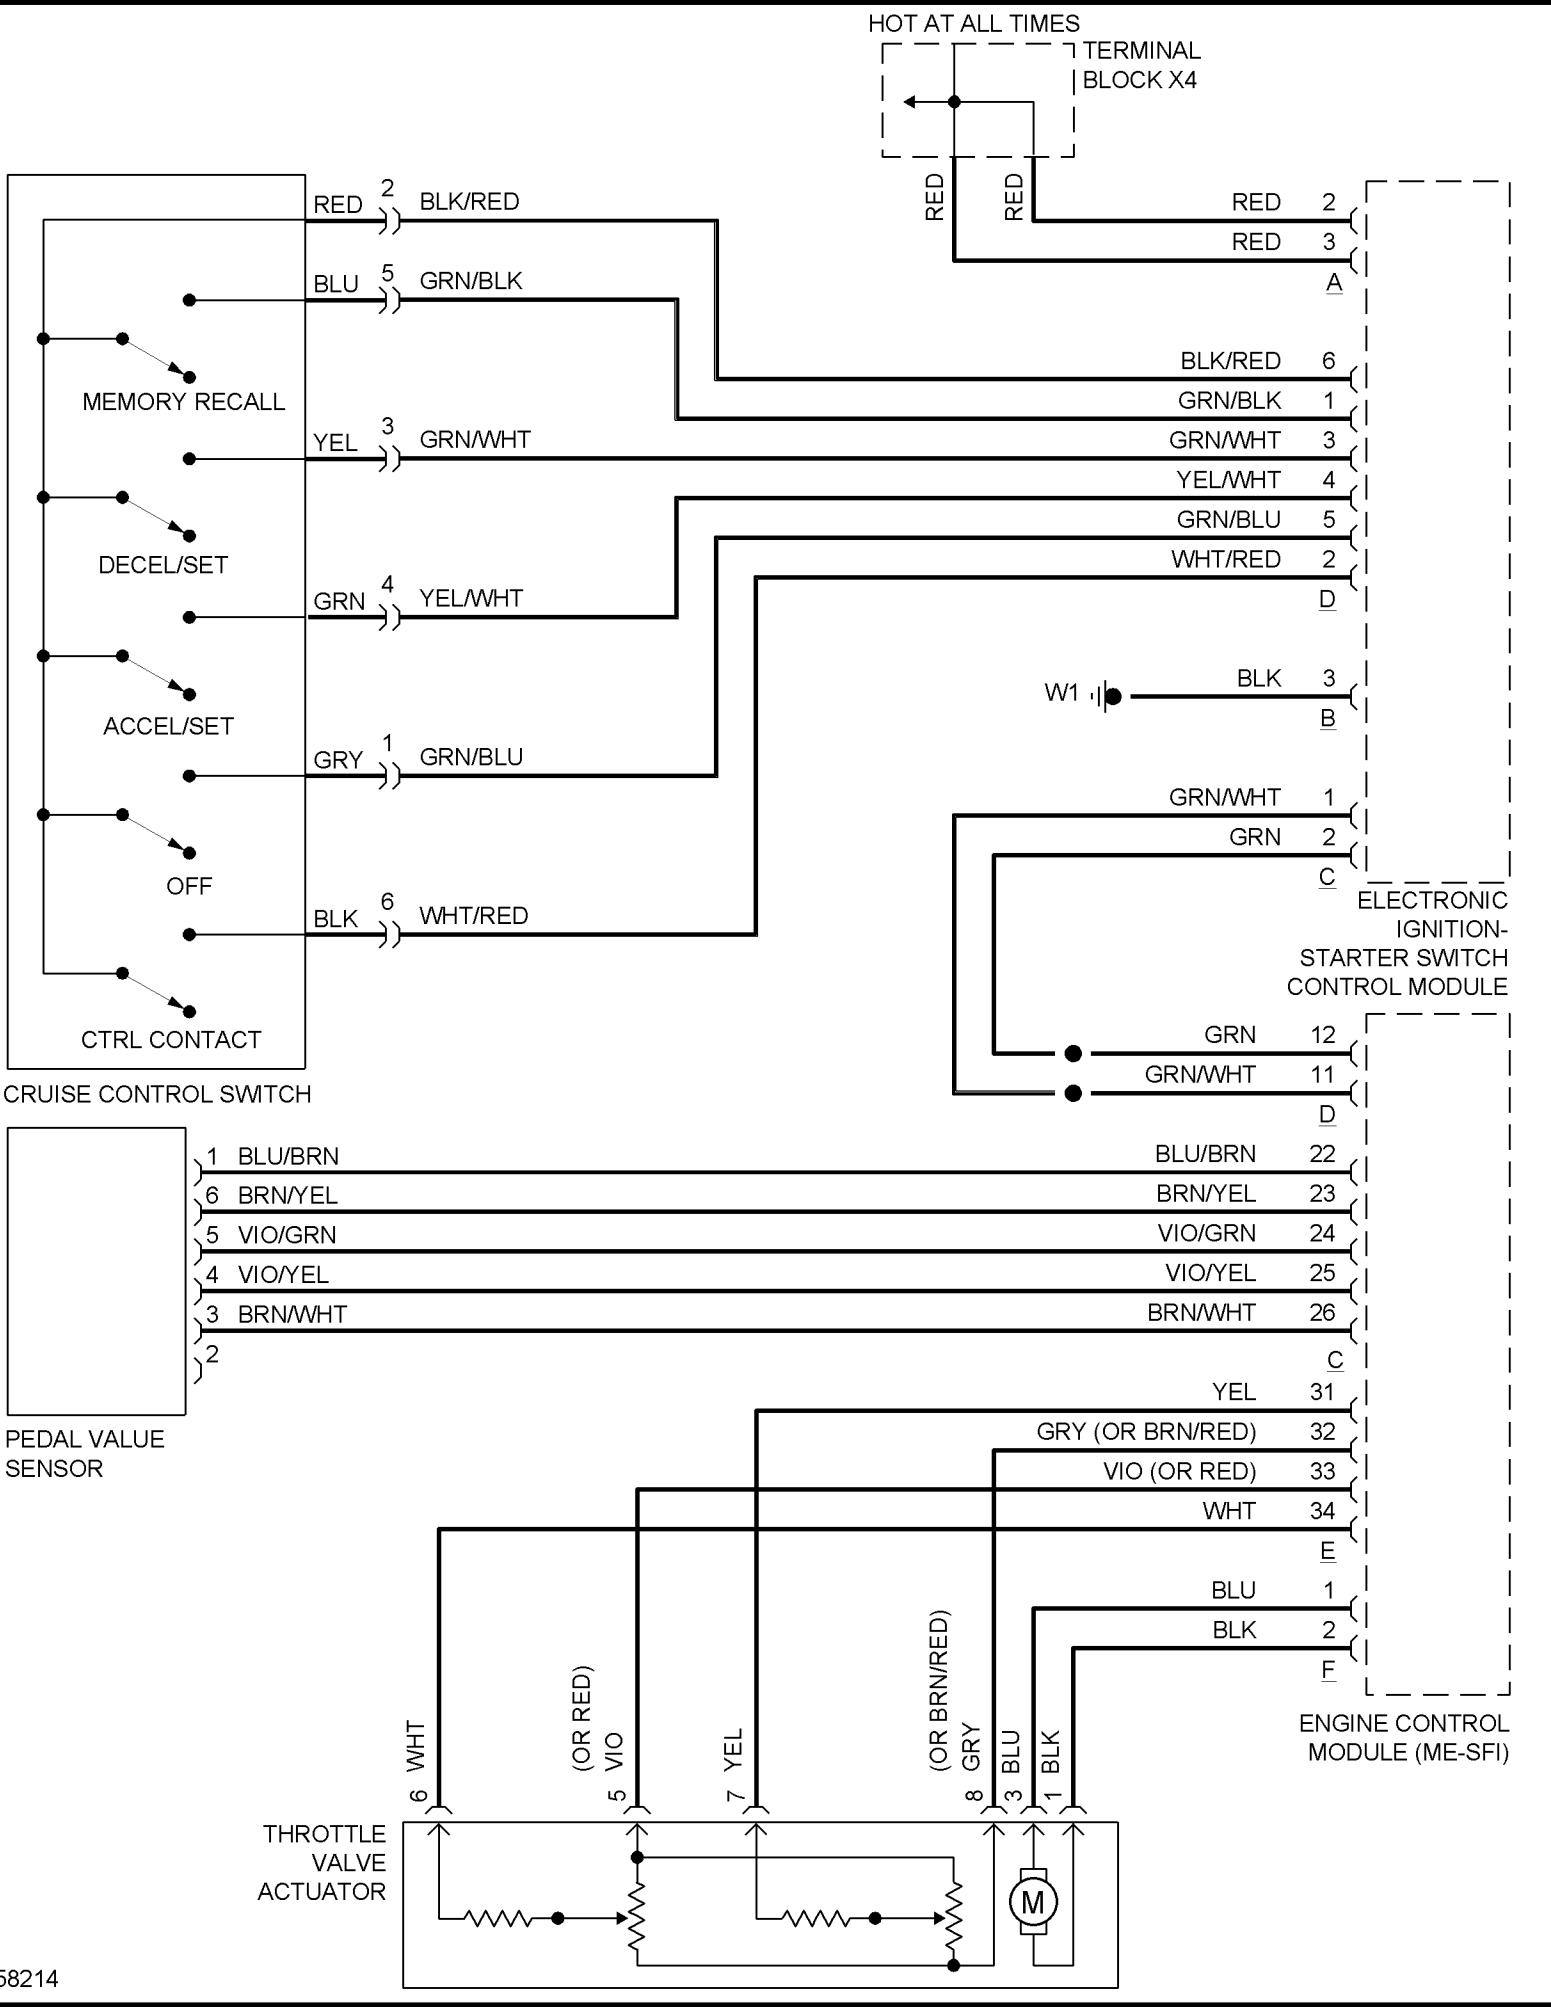 HOT AT ALL TIMES
TERMINAL
BLOCK X4
RED
RED
RED 2 BLK/RED
RED 2
RED 3
A
BLU 5 GRN/BLK
MEMORY RECALL
BLK/RED 6
GRN/BLK 1
YEL 3 GRN/WHT
GRN/WHT 3
YEL/WHT 4
GRN/BLU 5
WHT/RED 2
D
DECEL/SET
GRN 4 YEL/WHT
W1
BLK 3
B
ACCEL/SET
GRY 1 GRN/BLU
GRN/WHT 1
GRN 2
C
OFF
BLK 6 WHT/RED
ELECTRONIC
IGNITION-
STARTER SWITCH
CONTROL MODULE
CTRL CONTACT
CRUISE CONTROL SWITCH
GRN 12
GRN/WHT 11
D
1 BLU/BRN BLU/BRN 22
6 BRN/YEL BRN/YEL 23
5 VIO/GRN VIO/GRN 24
4 VIO/YEL VIO/YEL 25
3 BRN/WHT BRN/WHT 26
2
C
PEDAL VALUE
SENSOR
YEL 31
GRY (OR BRN/RED) 32
VIO (OR RED) 33
WHT 34
E
BLU 1
BLK 2
F
ENGINE CONTROL
MODULE (ME-SFI)
6 WHT
5 VIO
(OR RED)
7 YEL
(OR BRN/RED)
8 GRY
3 BLU
1 BLK
THROTTLE
VALVE
ACTUATOR
M
58214